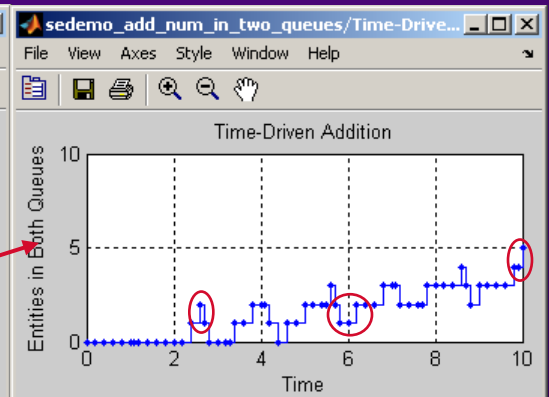 sedemo_add_num_in_two_queues/Time-Drive...
File View Axes Style Window Help
Time-Driven Addition
Entities in Both Queues
10
5
0
0 2 4 6 8 10
Time